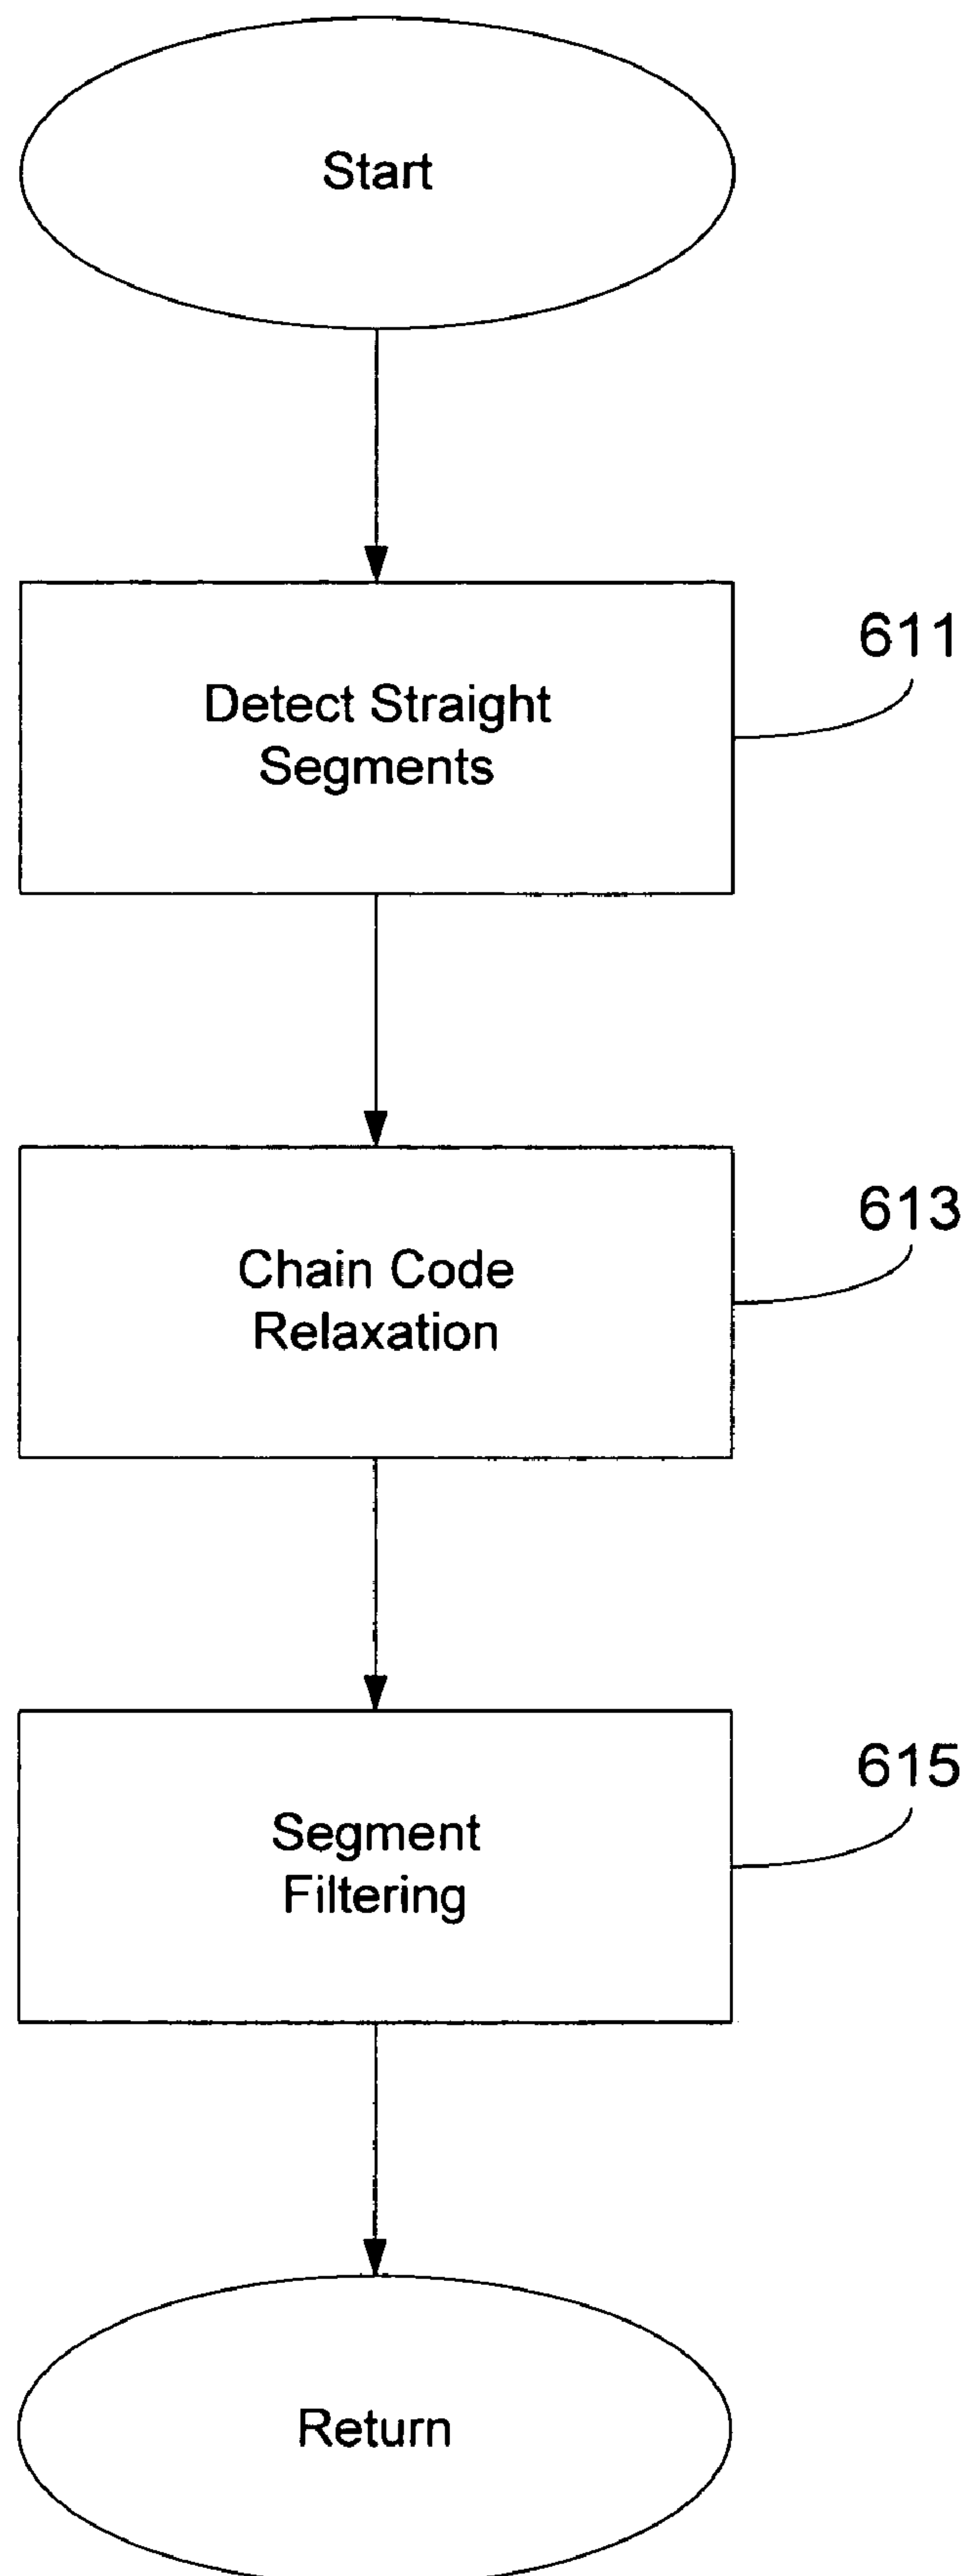 Start
611
Detect Straight
Segments
613
Chain Code
Relaxation
615
Segment
Filtering
Return